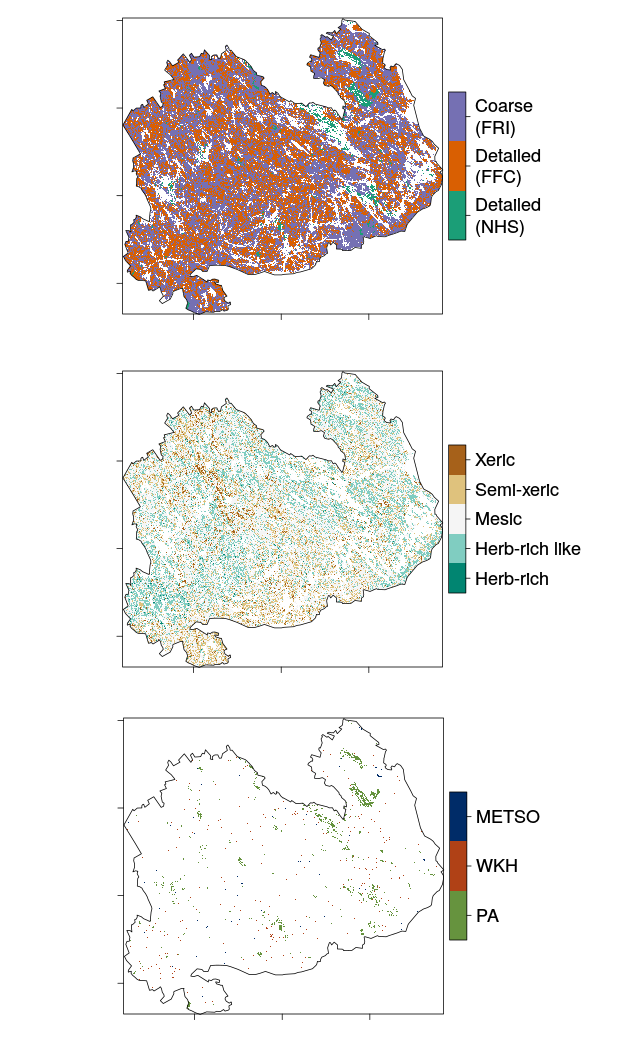 Coarse
(FRI)
Detailed
(FFC)
Detailed
(NHS)
Xeric
Semi-xeric
Mesic
Herb-rich like
Herb-rich
METSO
WKH
PA